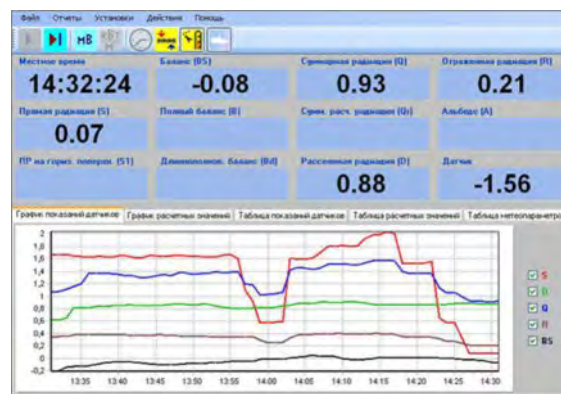 Файл Отчеты Установки Действия Помощь
мВ
Местное время Баланс (BS) Суммарная радиация (Q) Отраженная радиация (R)
14:32:24 -0.08 0.93 0.21
Прямая радиация (S) Полный баланс (B) Сумм. расч. радиация (Qs) Альбедо (A)
0.07
ПР на гориз. поверхн. (S1) Длинноволнов. баланс (Bd) Рассеянная радиация (D) Датчик
0.88 -1.56
График показаний датчиков График расчетных значений Таблица показаний датчиков Таблица расчетных значений Таблица метеопараметро
2
1,8
1,6
1,4
1,2
1
0,8
0,6
0,4
0,2
0
-0,2
13:35 13:40 13:45 13:50 13:55 14:00 14:05 14:10 14:15 14:20 14:25 14:30
S
D
Q
R
BS